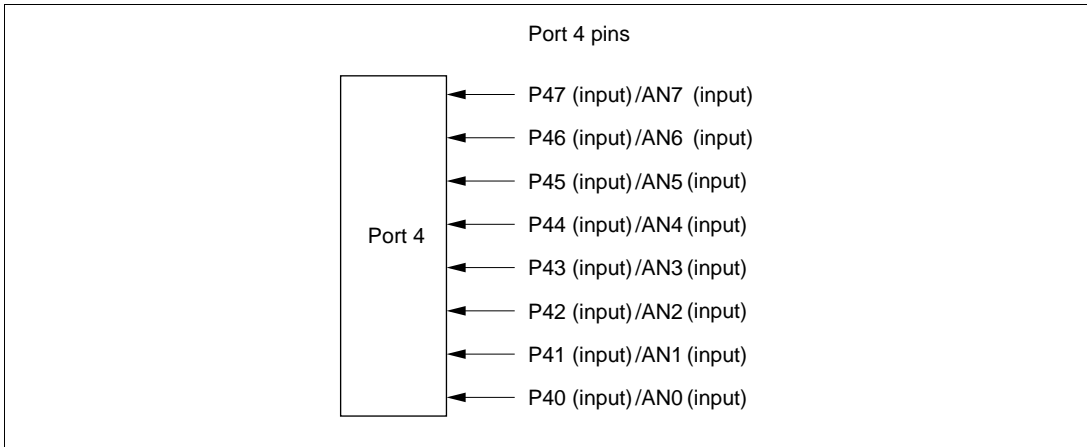 Port 4 pins
P47 (input)/AN7 (input)
P46 (input)/AN6 (input)
P45 (input)/AN5 (input)
P44 (input)/AN4 (input)
Port 4
P43 (input)/AN3 (input)
P42 (input)/AN2 (input)
P41 (input)/AN1 (input)
P40 (input)/AN0 (input)